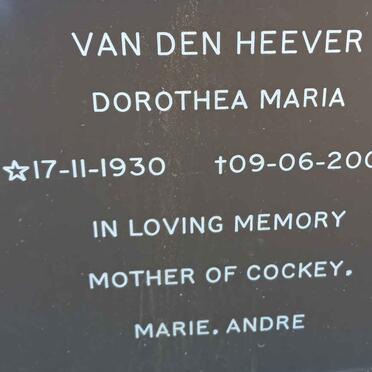 VAN DEN HEEVER
DOROTHEA MARIA
☆17-11-1930 †09-06-200
IN LOVING MEMORY
MOTHER OF COCKEY.
MARIE. ANDRE